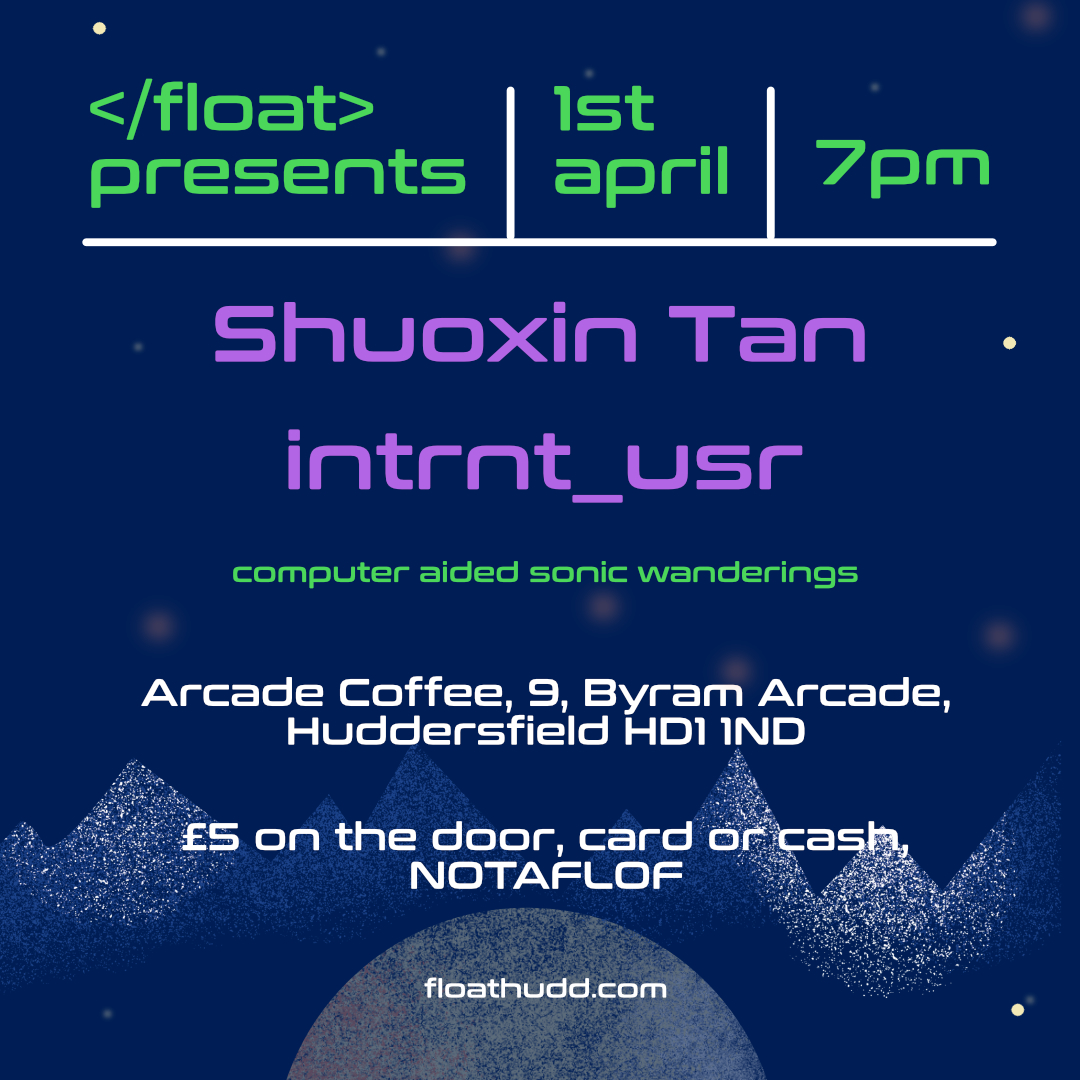 </float>
presents
1st
april
7pm
Shuoxin Tan
intrnt_usr
computer aided sonic wanderings
Arcade Coffee, 9, Byram Arcade,
Huddersfield HD1 1ND
£5 on the door, card or cash,
NOTAFLOF
floathudd.com